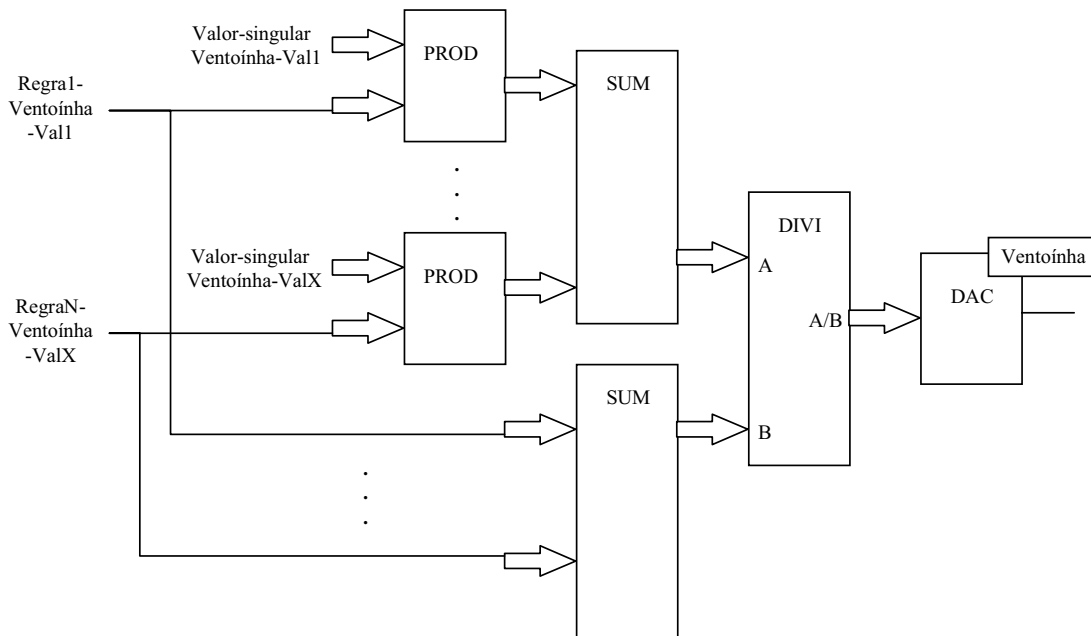 Valor-singular
Ventoínha-Val1
PROD
SUM
Regra1-
Ventoínha
-Val1
.
.
.
DIVI
Valor-singular
Ventoínha-ValX
PROD
A
Ventoínha
DAC
RegraN-
Ventoínha
-ValX
A/B
SUM
B
.
.
.